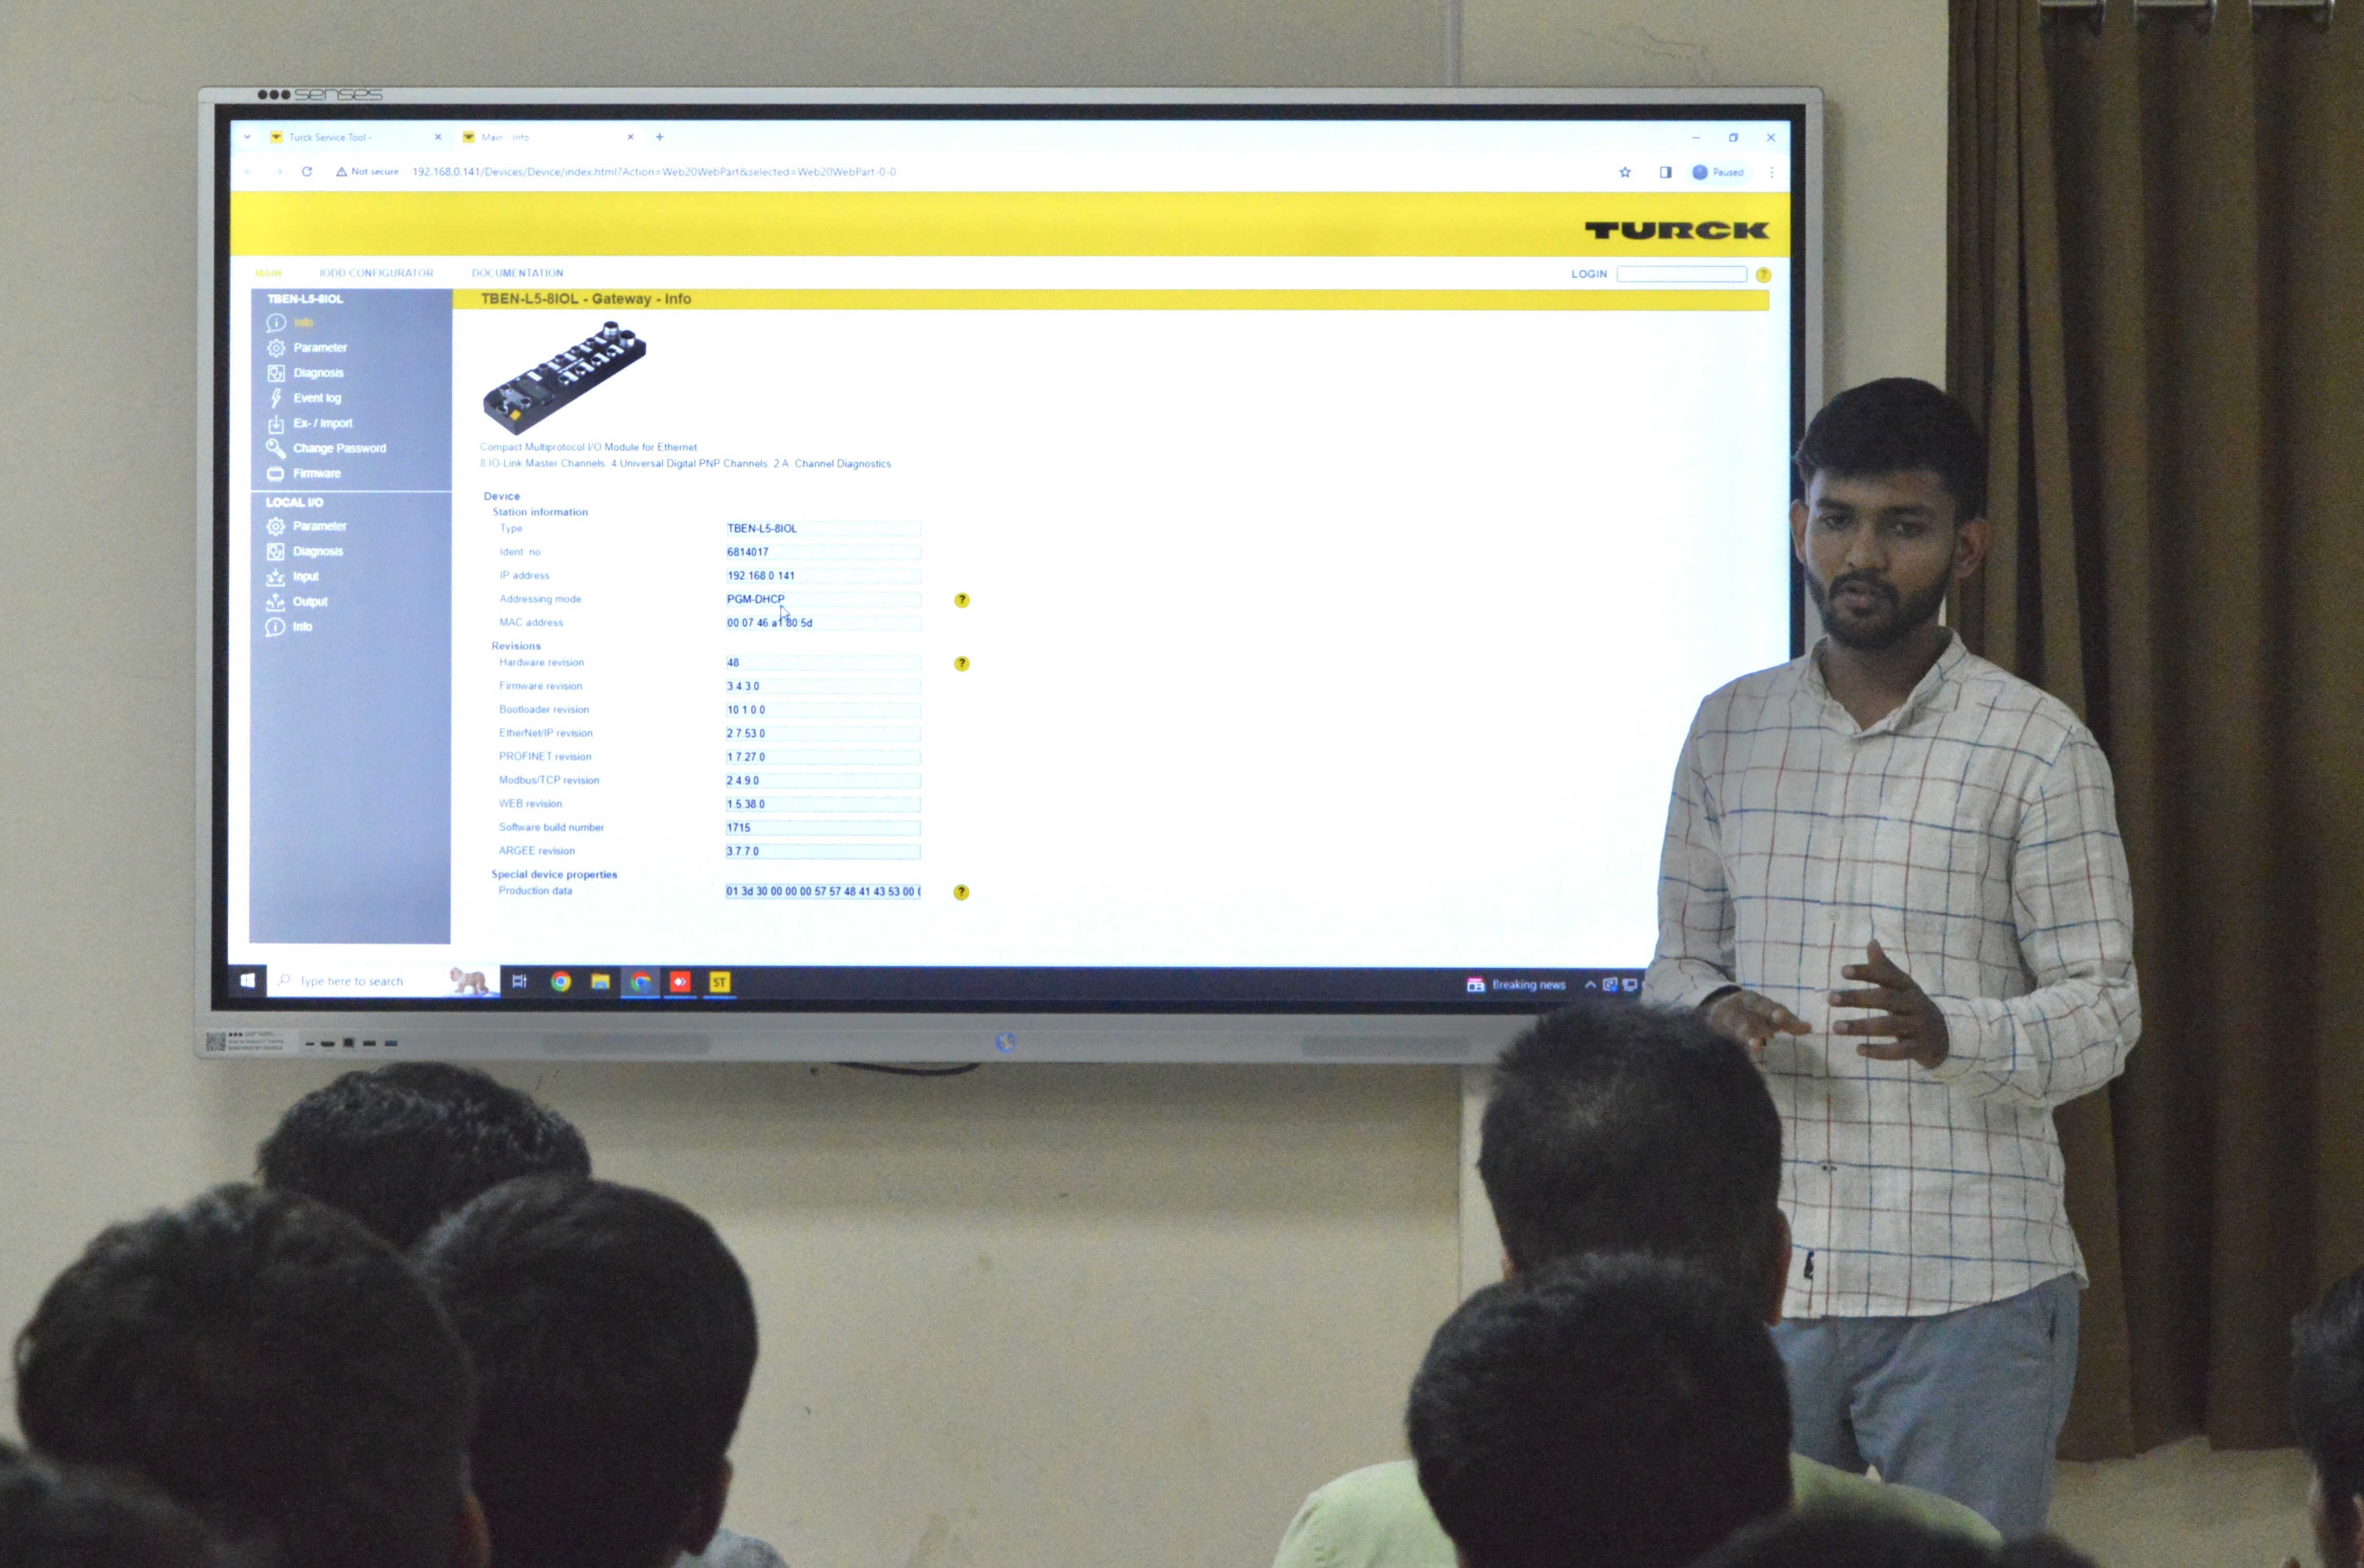 senses
Turck Service Tool -
Main - Info
Not secure 192.168.0.141/Devices/Device/index.html?Action=Web20WebPart&selected=Web20WebPart-0-0
Paused
TURCK
MAIN IODD CONFIGURATOR DOCUMENTATION
LOGIN
?
TBEN-L5-8IOL
Info
Parameter
Diagnosis
Event log
Ex- / Import
Change Password
Firmware
LOCAL I/O
Parameter
Diagnosis
Input
Output
Info
TBEN-L5-8IOL - Gateway - Info
Compact Multiprotocol I/O Module for Ethernet
8 IO-Link Master Channels 4 Universal Digital PNP Channels 2 A Channel Diagnostics
Device
Station information
Type TBEN-L5-8IOL
Ident. no 6814017
IP address 192.168.0.141
Addressing mode PGM-DHCP ?
MAC address 00 07 46 a1 80 5d
Revisions
Hardware revision 48 ?
Firmware revision 3.4.3.0
Bootloader revision 10.1.0.0
EtherNet/IP revision 2.7.53.0
PROFINET revision 1.7.27.0
Modbus/TCP revision 2.4.9.0
WEB revision 1.5.38.0
Software build number 1715
ARGEE revision 3.7.7.0
Special device properties
Production data 01 3d 30 00 00 00 57 57 48 41 43 53 00 ?
Type here to search
ST
Breaking news